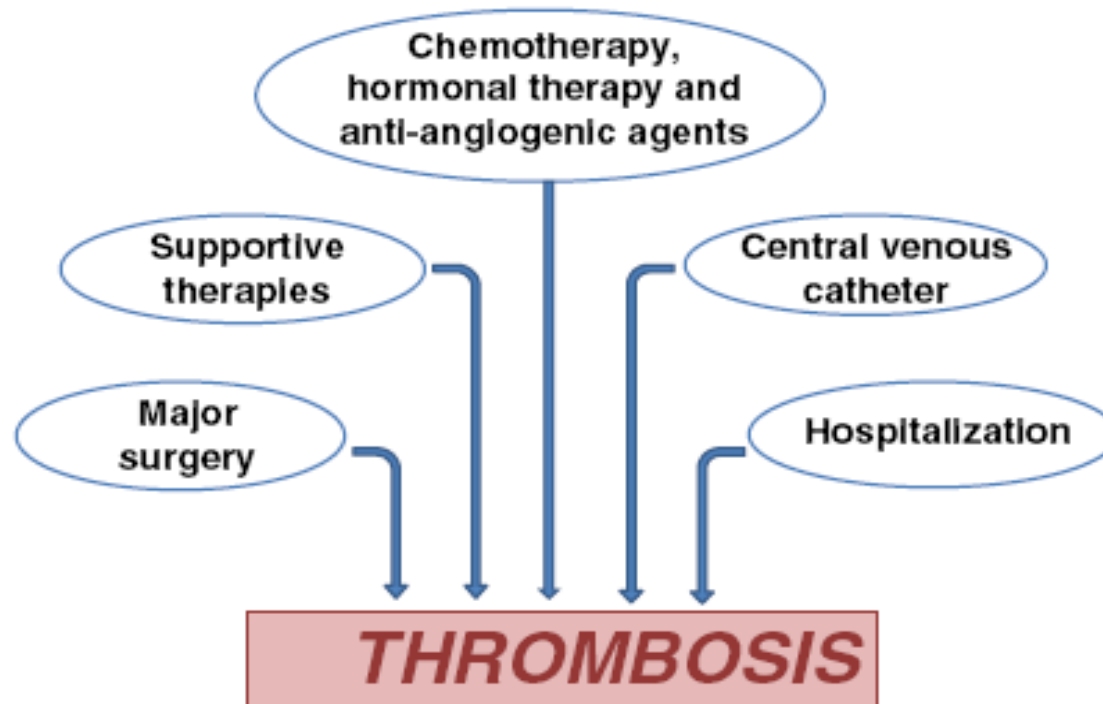 Chemotherapy,
hormonal therapy and
anti-angiogenic agents
Supportive
therapies
Central venous
catheter
Major
surgery
Hospitalization
THROMBOSIS